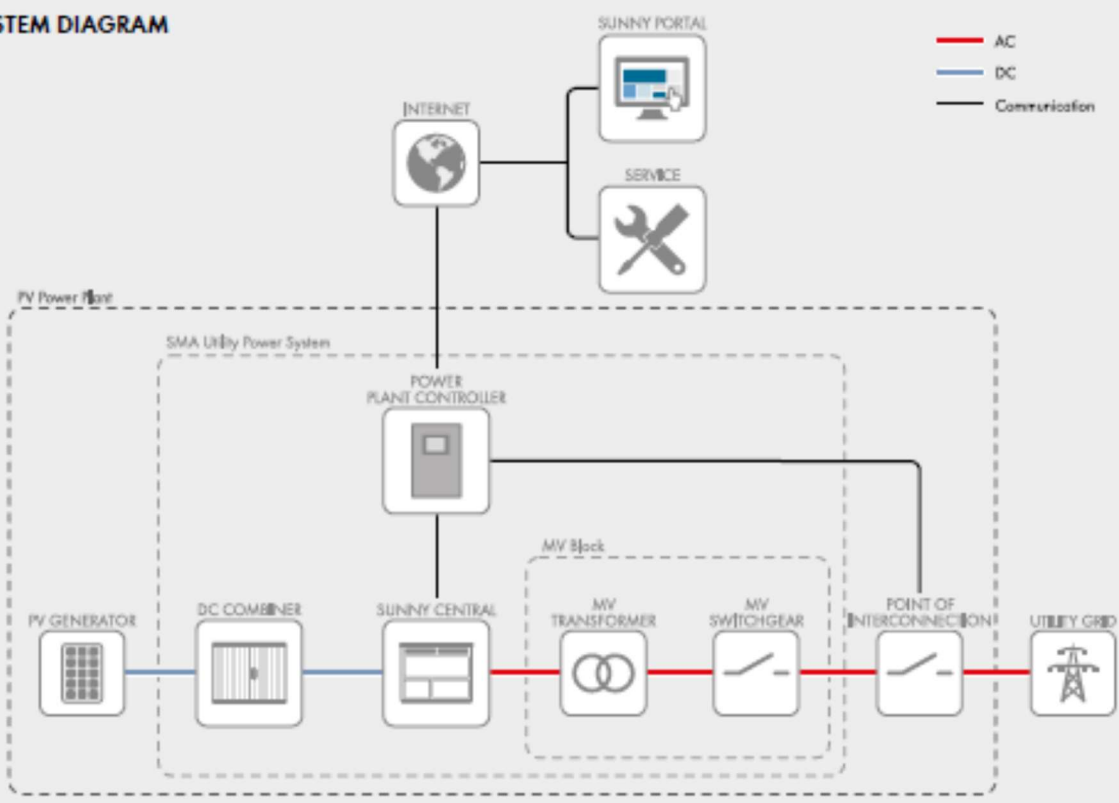 STEM DIAGRAM
SUNNY PORTAL
AC
DC
Communication
INTERNET
SERVICE
PV Power Plant
SMA Utility Power System
POWER
PLANT CONTROLLER
MV Block
PV GENERATOR
DC COMBINER
SUNNY CENTRAL
MV
TRANSFORMER
MV
SWITCHGEAR
POINT OF
INTERCONNECTION
UTILITY GRID